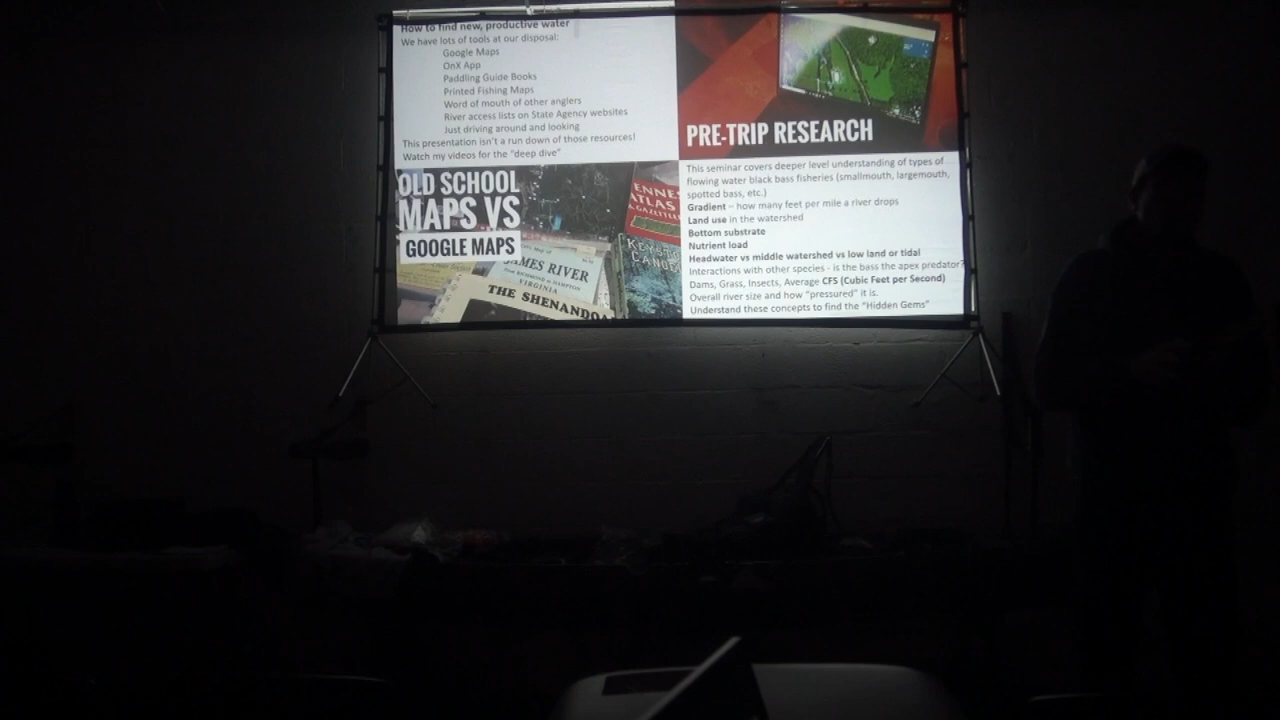 How to find new, productive water
We have lots of tools at our disposal:
Google Maps
OnX App
Paddling Guide Books
Printed Fishing Maps
Word of mouth of other anglers
River access lists on State Agency websites
Just driving around and looking
This presentation isn't a run down of those resources!
Watch my videos for the "deep dive"
PRE-TRIP RESEARCH
OLD SCHOOL
MAPS VS
GOOGLE MAPS
ATLAS
& GAZETTEER
JAMES RIVER
from RICHMOND to HAMPTON
VIRGINIA
THE SHENANDOA
This seminar covers deeper level understanding of types of
flowing water black bass fisheries (smallmouth, largemouth,
spotted bass, etc.)
Gradient – how many feet per mile a river drops
Land use in the watershed
Bottom substrate
Nutrient load
Headwater vs middle watershed vs low land or tidal
Interactions with other species - is the bass the apex predator?
Dams, Grass, Insects, Average CFS (Cubic Feet per Second)
Overall river size and how "pressured" it is.
Understand these concepts to find the "Hidden Gems"